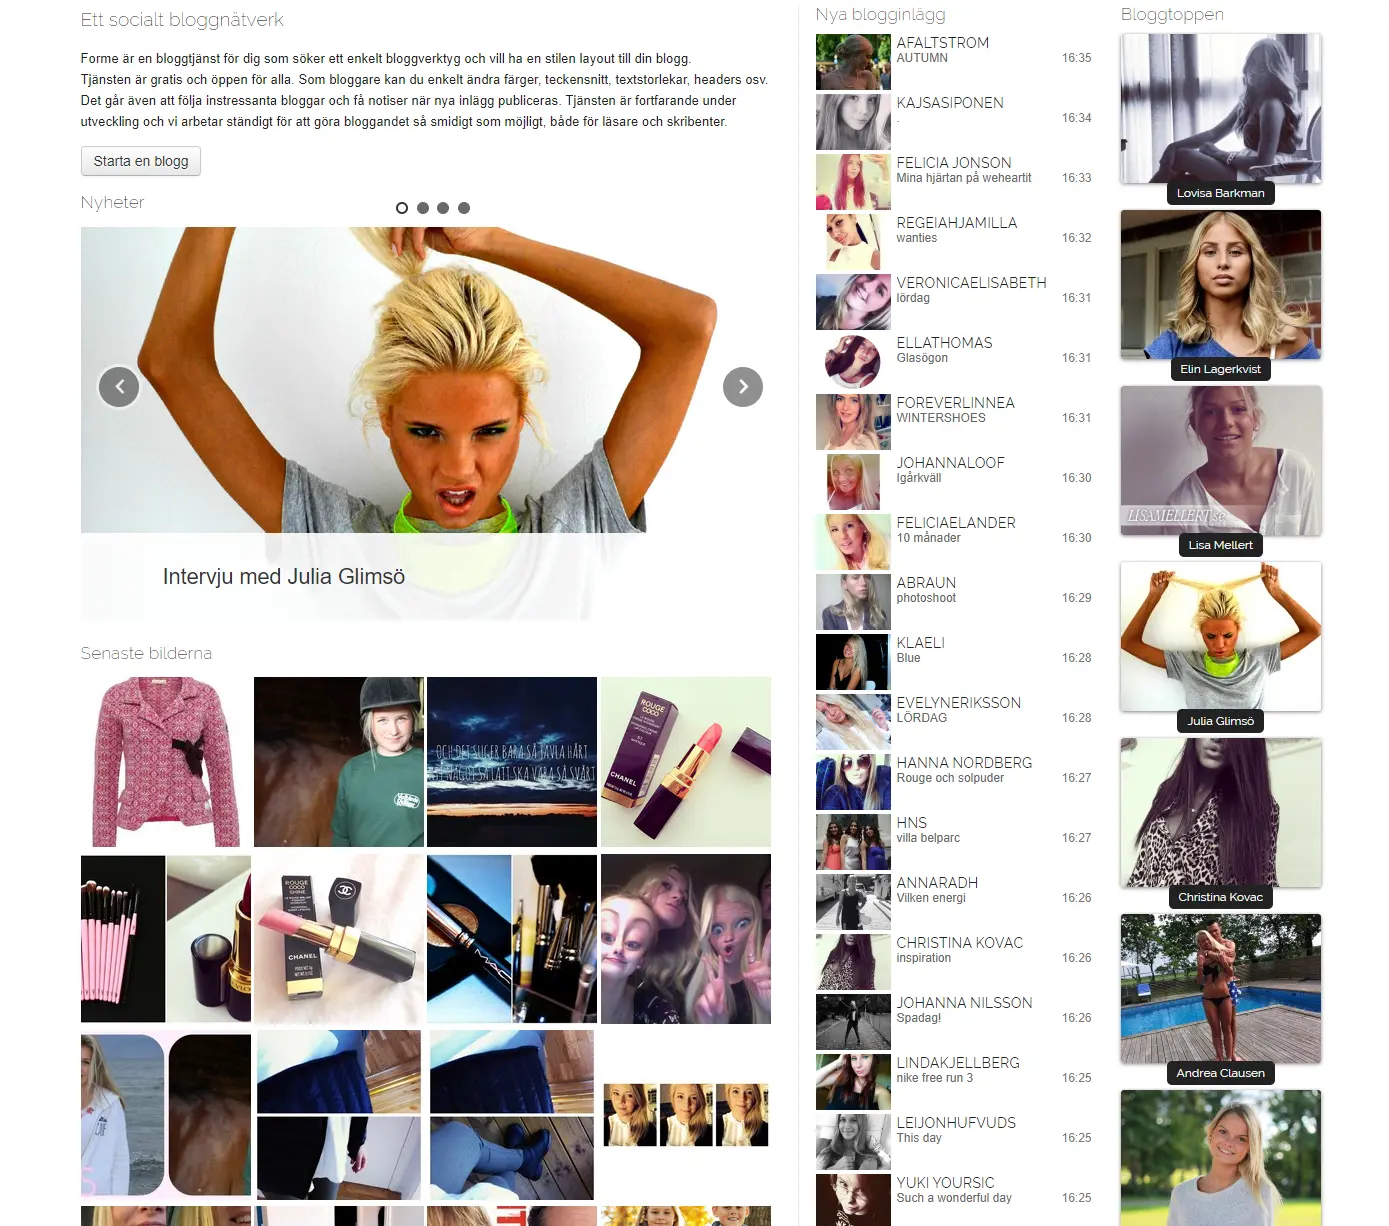 Ett socialt bloggnätverk
Forme är en bloggtjänst för dig som söker ett enkelt bloggverktyg och vill ha en stilen layout till din blogg.
Tjänsten är gratis och öppen för alla. Som bloggare kan du enkelt ändra färger, teckensnitt, textstorlekar, headers osv.
Det går även att följa instressanta bloggar och få notiser när nya inlägg publiceras. Tjänsten är fortfarande under
utveckling och vi arbetar ständigt för att göra bloggandet så smidigt som möjligt, både för läsare och skribenter.
Starta en blogg
Nyheter
Intervju med Julia Glimsö
Senaste bilderna
ROUGE
COCO
CHANEL
OCH DET SUGER BARA SÅ JÄVLA HÅRT
NÅGOT SÅ LÄTT SKA VARA SÅ SVÅRT
ROUGE
COCO
SHINE
CHANEL
MAC
Nya blogginlägg
AFALTSTROM
AUTUMN 16:35
KAJSASIPONEN
. 16:34
FELICIA JONSON
Mina hjärtan på weheartit 16:33
REGEIAHJAMILLA
wanties 16:32
VERONICAELISABETH
lördag 16:31
ELLATHOMAS
Glasögon 16:31
FOREVERLINNEA
WINTERSHOES 16:31
JOHANNALOOF
Igårkväll 16:30
FELICIAELANDER
10 månader 16:30
ABRAUN
photoshoot 16:29
KLAELI
Blue 16:28
EVELYNERIKSSON
LÖRDAG 16:28
HANNA NORDBERG
Rouge och solpuder 16:27
HNS
villa belparc 16:27
ANNARADH
Vilken energi 16:26
CHRISTINA KOVAC
inspiration 16:26
JOHANNA NILSSON
Spadag! 16:26
LINDAKJELLBERG
nike free run 3 16:25
LEIJONHUFVUDS
This day 16:25
YUKI YOURSIC
Such a wonderful day 16:25
Bloggtoppen
Lovisa Barkman
Elin Lagerkvist
LISAMELLERT se
Lisa Mellert
Julia Glimsö
Christina Kovac
Andrea Clausen